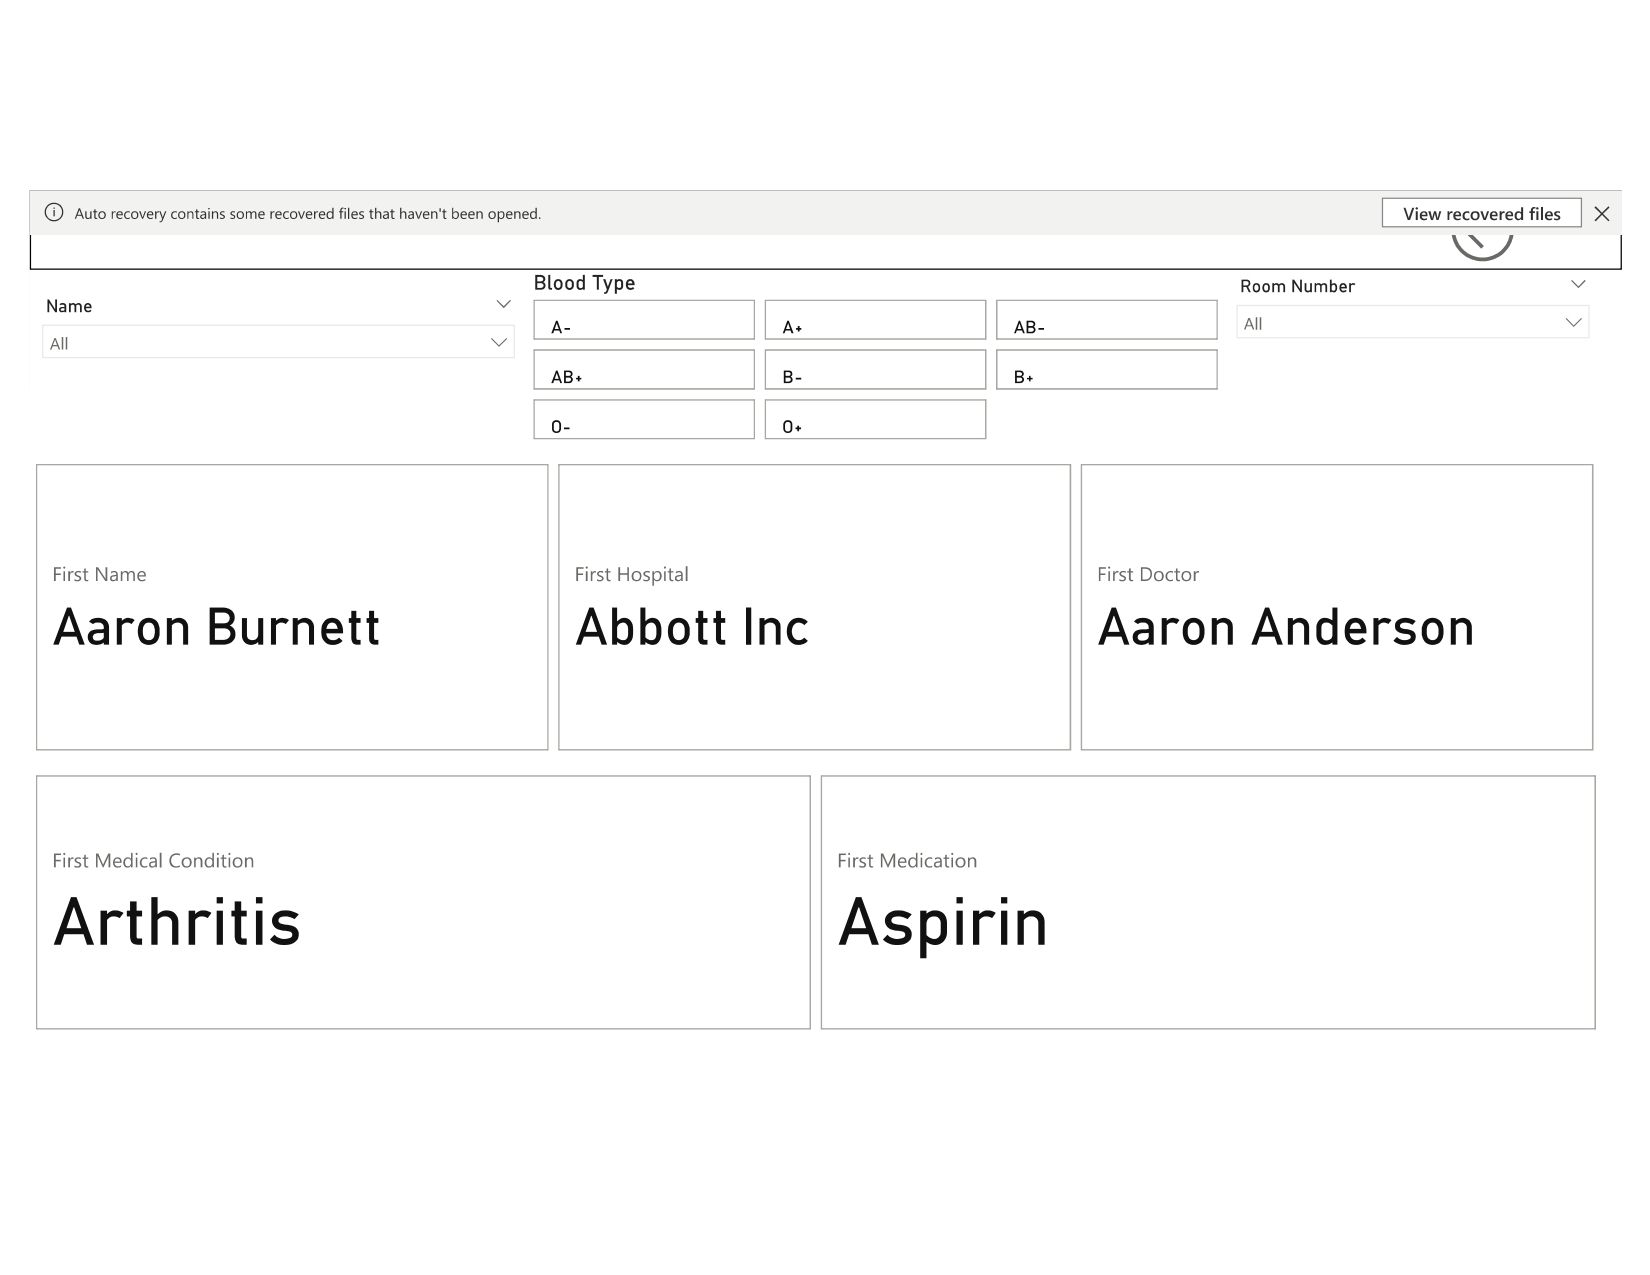 Auto recovery contains some recovered files that haven't been opened.
View recovered files
Name
All
Blood Type
A-
A+
AB-
AB+
B-
B+
O-
O+
Room Number
All
First Name
Aaron Burnett
First Hospital
Abbott Inc
First Doctor
Aaron Anderson
First Medical Condition
Arthritis
First Medication
Aspirin